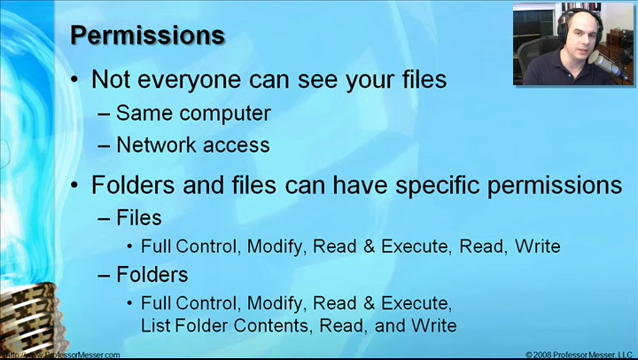 Permissions
• Not everyone can see your files
– Same computer
– Network access
• Folders and files can have specific permissions
– Files
• Full Control, Modify, Read & Execute, Read, Write
– Folders
• Full Control, Modify, Read & Execute,
List Folder Contents, Read, and Write
http://www.ProfessorMesser.com
© 2008 Professor Messer, LLC